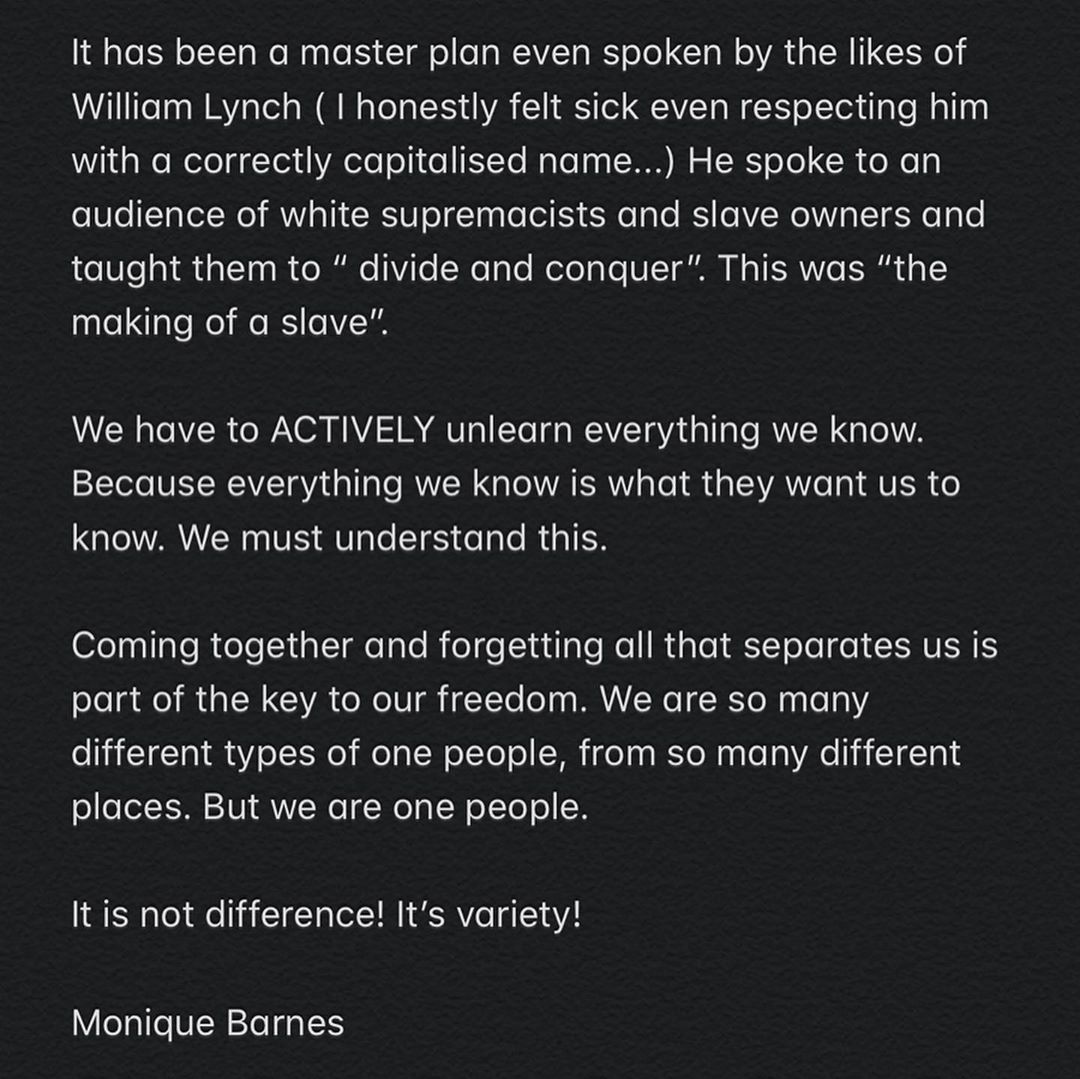 It has been a master plan even spoken by the likes of
William Lynch ( I honestly felt sick even respecting him
with a correctly capitalised name...) He spoke to an
audience of white supremacists and slave owners and
taught them to “ divide and conquer”. This was “the
making of a slave”.
We have to ACTIVELY unlearn everything we know.
Because everything we know is what they want us to
know. We must understand this.
Coming together and forgetting all that separates us is
part of the key to our freedom. We are so many
different types of one people, from so many different
places. But we are one people.
It is not difference! It’s variety!
Monique Barnes